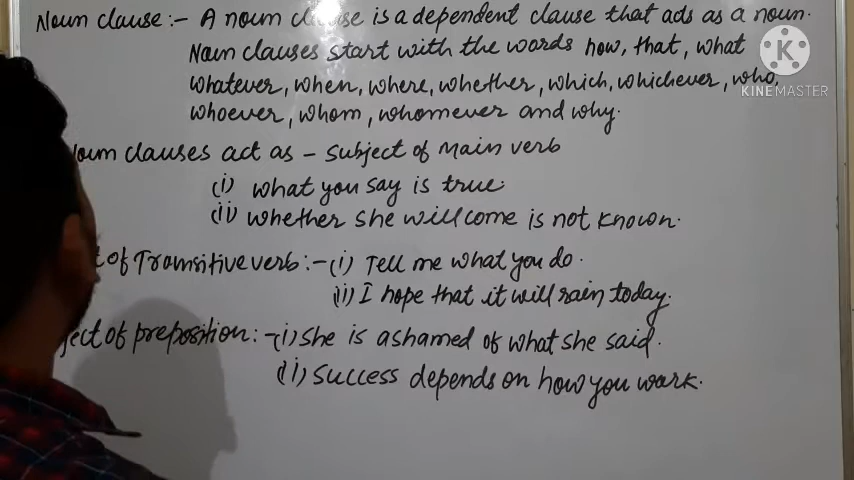 Noun clause :- A noun clause is a dependent clause that acts as a noun.
Noun clauses start with the words how, that, what
whatever, when, where, whether, which, whichever, who,
whoever, whom, whomever and why.
Noun clauses act as - Subject of main verb
(i) what you say is true
(ii) whether she will come is not known.
of Transitive verb :- (i) Tell me what you do.
(ii) I hope that it will rain today.
ject of preposition :- (i) She is ashamed of what she said.
(ii) Success depends on how you work.
KINEMASTER